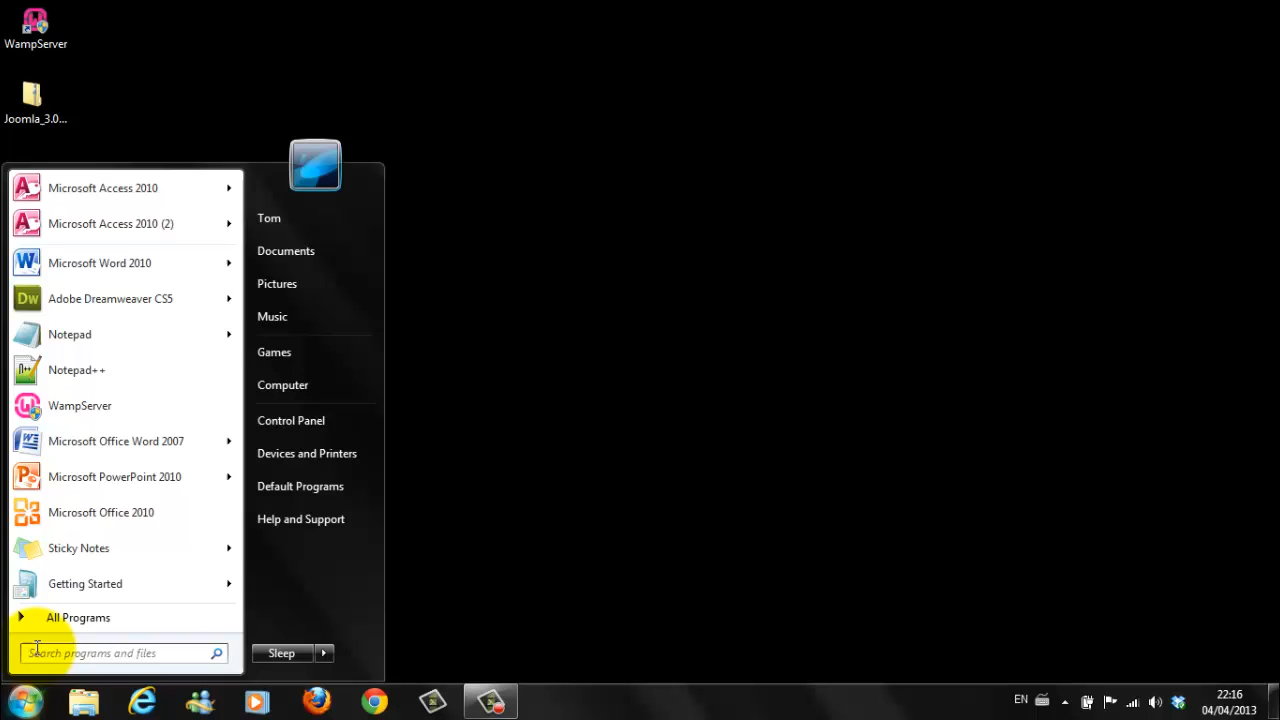 WampServer
Joomla_3.0...
Microsoft Access 2010
Microsoft Access 2010 (2)
Microsoft Word 2010
Adobe Dreamweaver CS5
Notepad
Notepad++
WampServer
Microsoft Office Word 2007
Microsoft PowerPoint 2010
Microsoft Office 2010
Sticky Notes
Getting Started
All Programs
Search programs and files
Tom
Documents
Pictures
Music
Games
Computer
Control Panel
Devices and Printers
Default Programs
Help and Support
Sleep
EN
22:16
04/04/2013